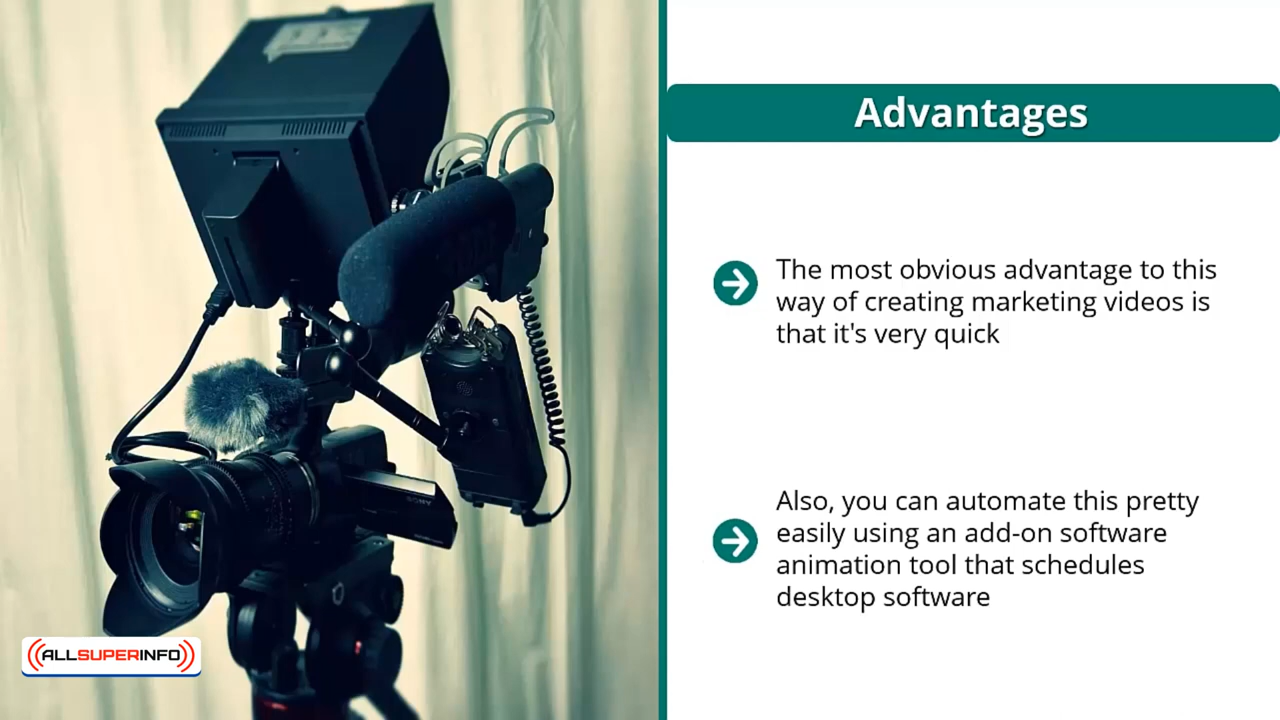 Advantages
The most obvious advantage to this
way of creating marketing videos is
that it's very quick
Also, you can automate this pretty
easily using an add-on software
animation tool that schedules
desktop software
ALLSUPERINFO
SONY